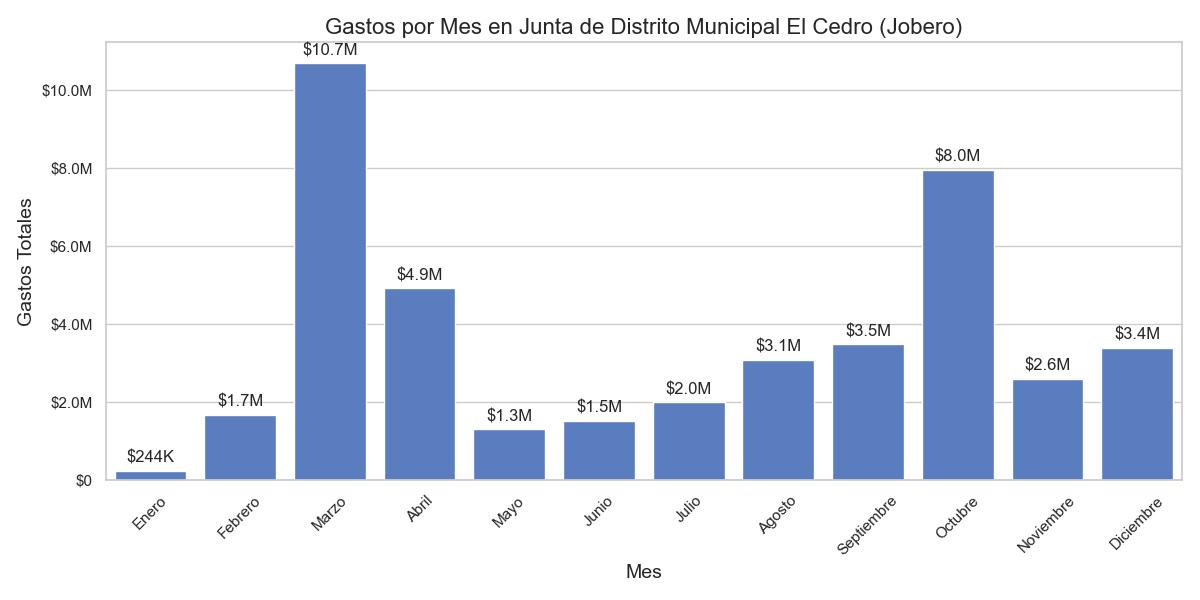 Gastos por Mes en Junta de Distrito Municipal El Cedro (Jobero)
Gastos Totales
$10.0M
$8.0M
$6.0M
$4.0M
$2.0M
$0
$244K
$1.7M
$10.7M
$4.9M
$1.3M
$1.5M
$2.0M
$3.1M
$3.5M
$8.0M
$2.6M
$3.4M
Enero
Febrero
Marzo
Abril
Mayo
Junio
Julio
Agosto
Septiembre
Octubre
Noviembre
Diciembre
Mes